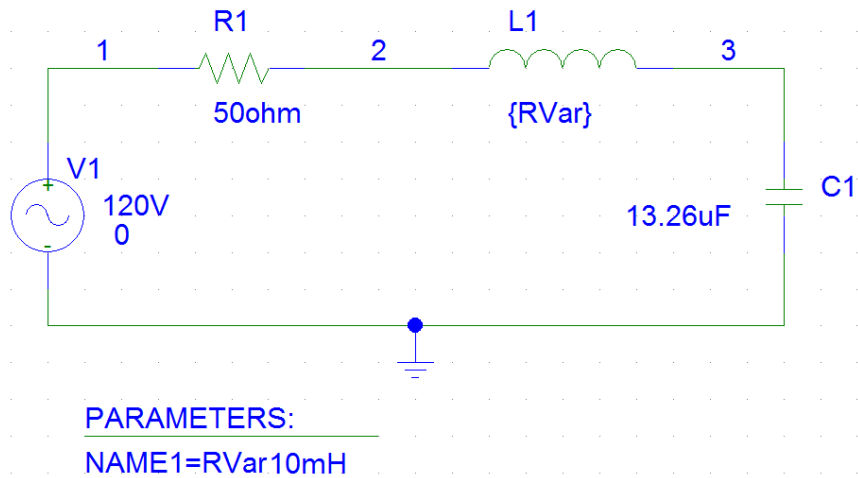 R1
L1
1
2
3
50ohm
{RVar}
V1
+
120V
0
-
13.26uF
C1
PARAMETERS:
NAME1=RVar10mH